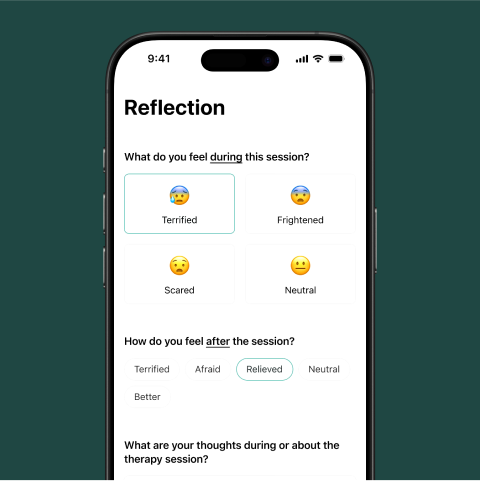 9:41
Reflection
What do you feel during this session?
Terrified
Frightened
Scared
Neutral
How do you feel after the session?
Terrified Afraid Relieved Neutral
Better
What are your thoughts during or about the
therapy session?